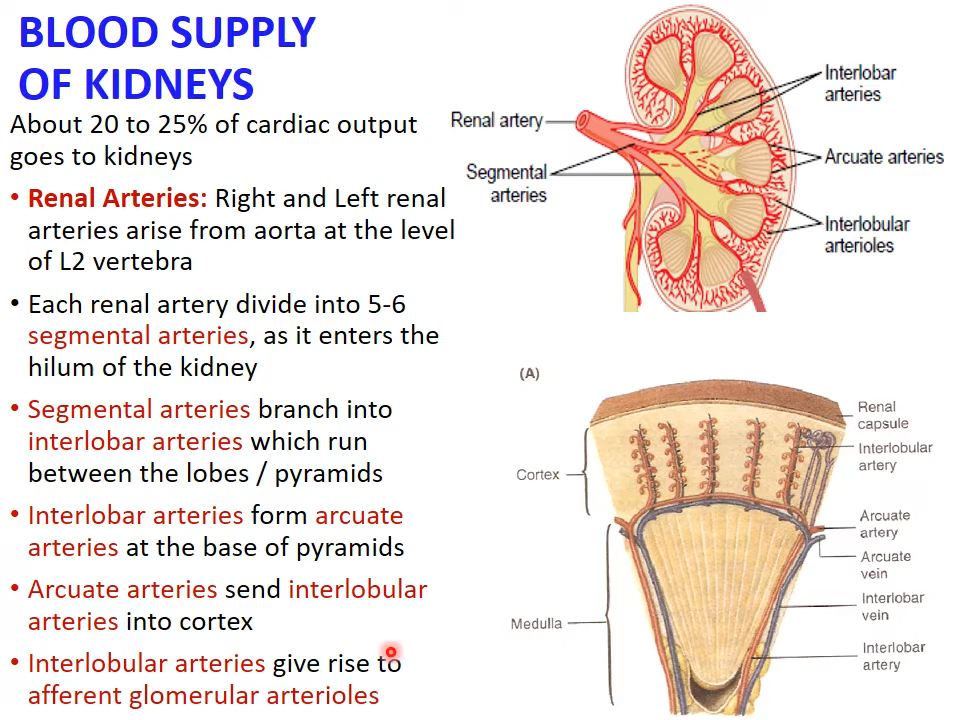 BLOOD SUPPLY
OF KIDNEYS
About 20 to 25% of cardiac output
goes to kidneys
• Renal Arteries: Right and Left renal
arteries arise from aorta at the level
of L2 vertebra
• Each renal artery divide into 5-6
segmental arteries, as it enters the
hilum of the kidney
• Segmental arteries branch into
interlobar arteries which run
between the lobes / pyramids
• Interlobar arteries form arcuate
arteries at the base of pyramids
• Arcuate arteries send interlobular
arteries into cortex
• Interlobular arteries give rise to
afferent glomerular arterioles
Interlobar
arteries
Renal artery
Arcuate arteries
Segmental
arteries
Interlobular
arterioles
(A)
Renal
capsule
Interlobular
artery
Cortex
Arcuate
artery
Arcuate
vein
Interlobar
vein
Medulla
Interlobar
artery